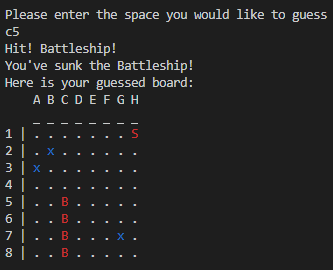 Please enter the space you would like to guess
c5
Hit! Battleship!
You've sunk the Battleship!
Here is your guessed board:
    A B C D E F G H
    _ _ _ _ _ _ _ _
1 | . . . . . . . S
2 | . x . . . . . .
3 | x . . . . . . .
4 | . . . . . . . .
5 | . . B . . . . .
6 | . . B . . . . .
7 | . . B . . . x .
8 | . . B . . . . .